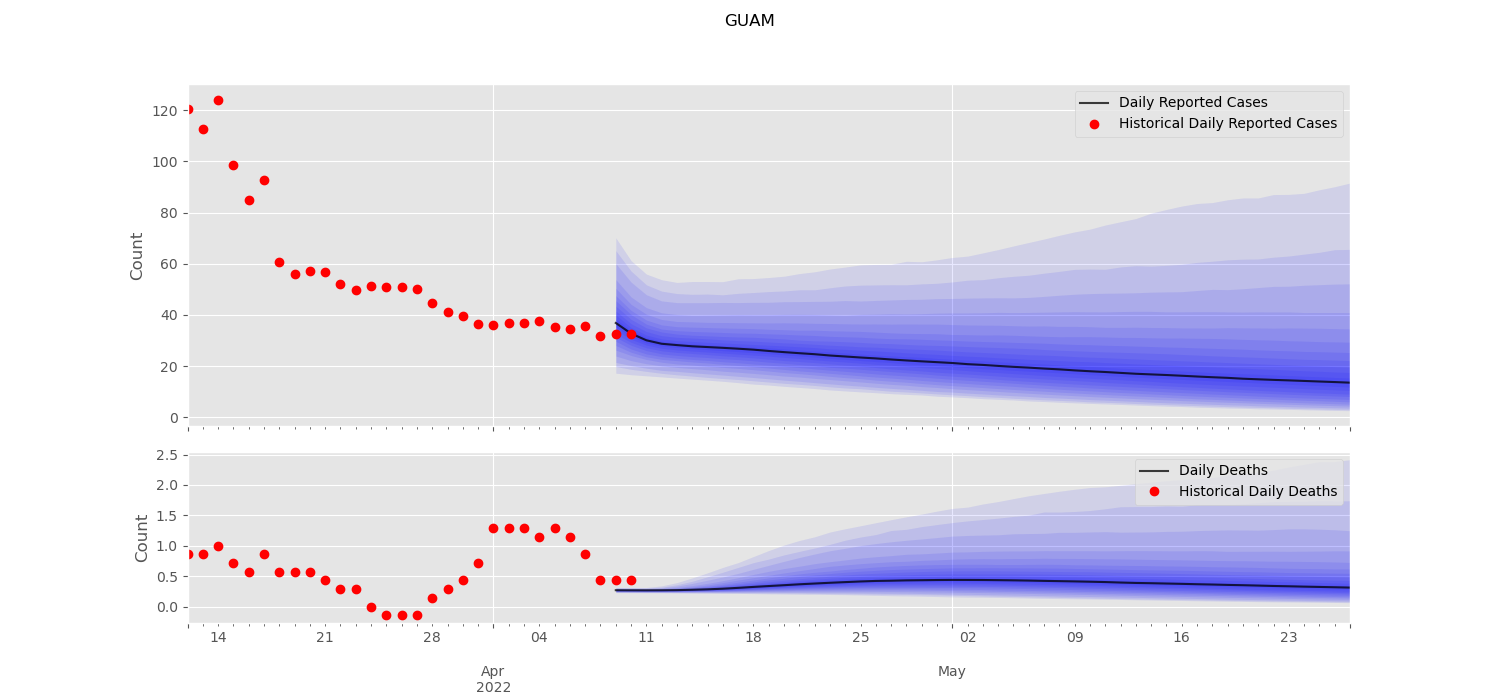 GUAM
120
100
80
60
40
20
0
Count
Daily Reported Cases
Historical Daily Reported Cases
2.5
2.0
1.5
1.0
0.5
0.0
Count
Daily Deaths
Historical Daily Deaths
14 21 28 04 11 18 25 02 09 16 23
Apr May
2022